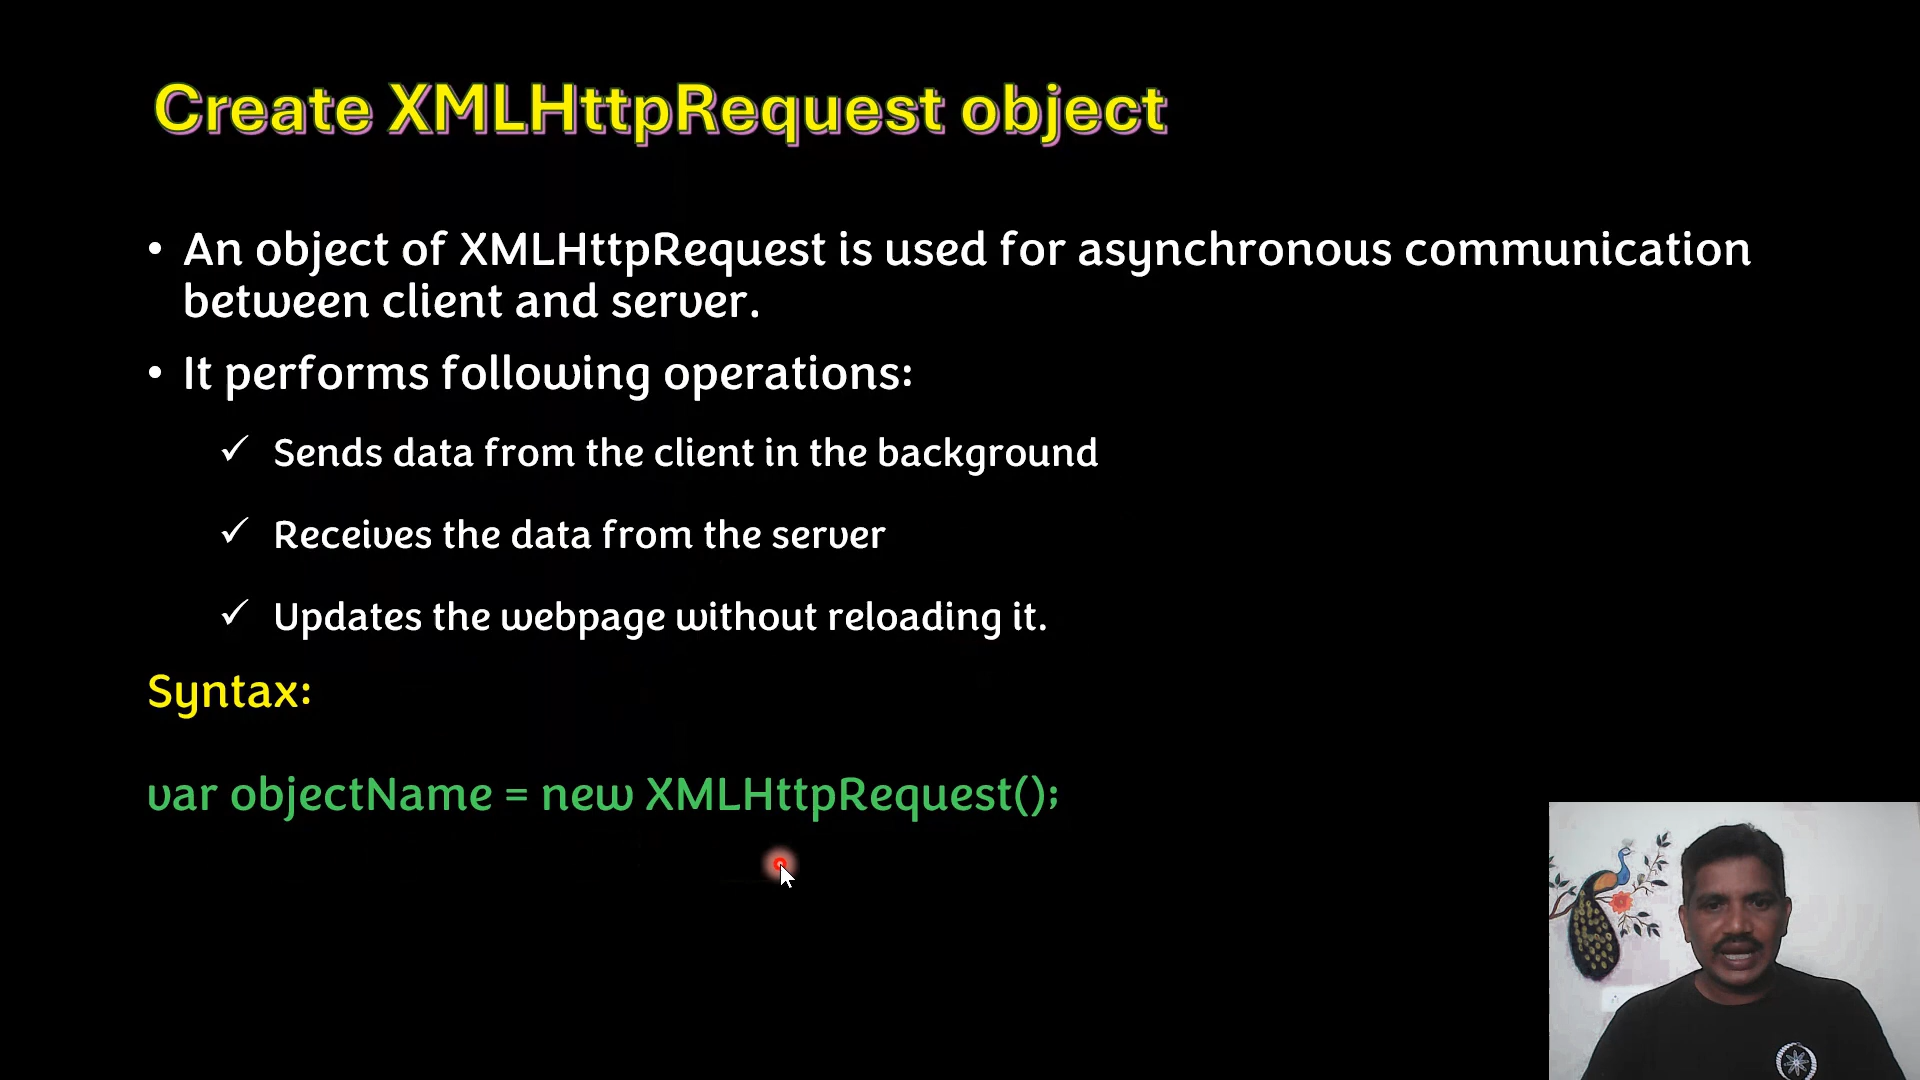 Create XMLHttpRequest object
• An object of XMLHttpRequest is used for asynchronous communication
between client and server.
• It performs following operations:
✓ Sends data from the client in the background
✓ Receives the data from the server
✓ Updates the webpage without reloading it.
Syntax:
var objectName = new XMLHttpRequest();